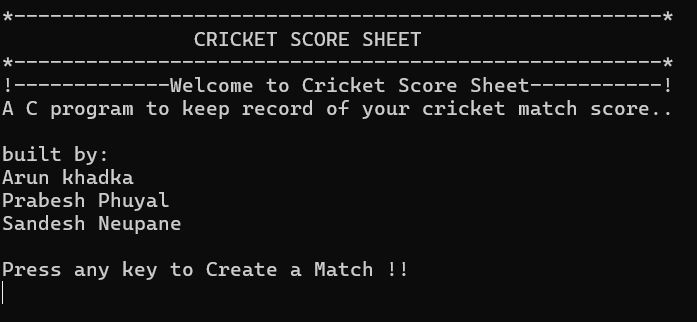 *------------------------------------------------------*
CRICKET SCORE SHEET
*------------------------------------------------------*
!-------------Welcome to Cricket Score Sheet-----------!
A C program to keep record of your cricket match score..
built by:
Arun khadka
Prabesh Phuyal
Sandesh Neupane
Press any key to Create a Match !!